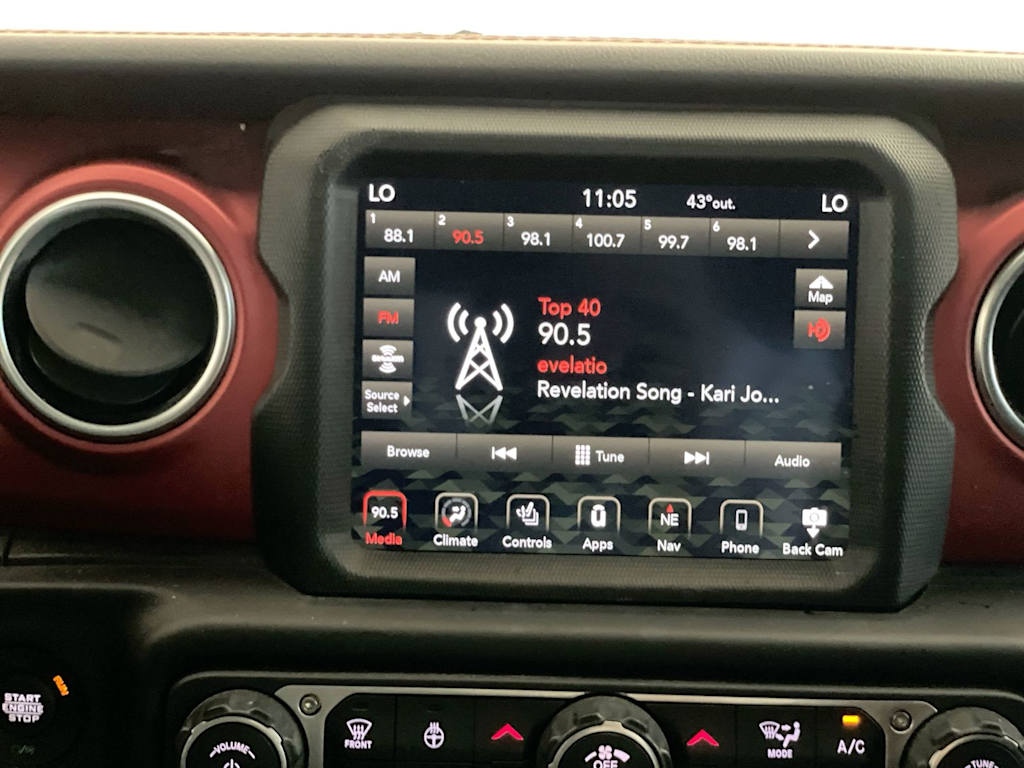 LO 11:05 43°out. LO
1 88.1 2 90.5 3 98.1 4 100.7 5 99.7 6 98.1
AM
Map
Top 40
FM
90.5
evelatio
Source
Select
Revelation Song - Kari Jo...
Browse Tune Audio
90.5 NE
Media Climate Controls Apps Nav Phone Back Cam
RUN
START
ENGINE
STOP
VOLUME
FRONT
OFF
MODE
A/C
TUNE